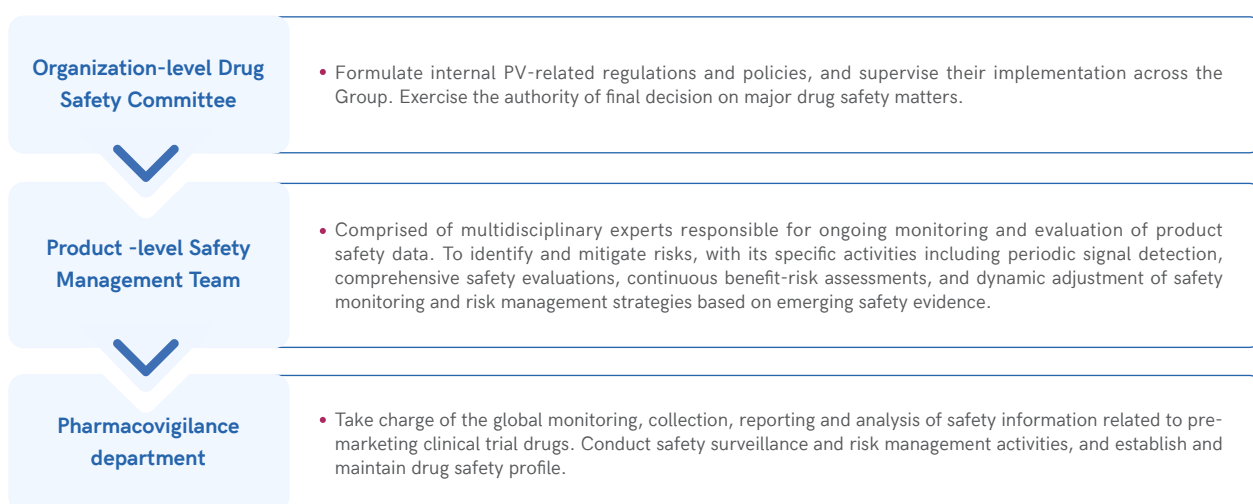 Organization-level Drug
Safety Committee
• Formulate internal PV-related regulations and policies, and supervise their implementation across the
Group. Exercise the authority of final decision on major drug safety matters.
Product -level Safety
Management Team
• Comprised of multidisciplinary experts responsible for ongoing monitoring and evaluation of product
safety data. To identify and mitigate risks, with its specific activities including periodic signal detection,
comprehensive safety evaluations, continuous benefit-risk assessments, and dynamic adjustment of safety
monitoring and risk management strategies based on emerging safety evidence.
Pharmacovigilance
department
• Take charge of the global monitoring, collection, reporting and analysis of safety information related to pre-
marketing clinical trial drugs. Conduct safety surveillance and risk management activities, and establish and
maintain drug safety profile.